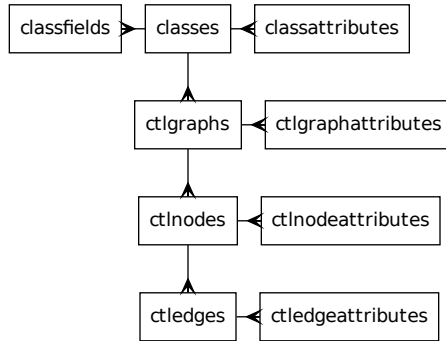 classfields
classes
classattributes
ctlgraphs
ctlgraphattributes
ctlnodes
ctlnodeattributes
ctledges
ctledgeattributes